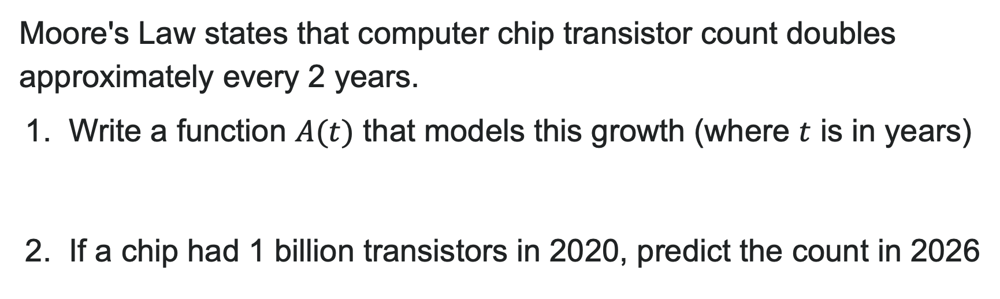 Moore's Law states that computer chip transistor count doubles
approximately every 2 years.
1. Write a function A(t) that models this growth (where t is in years)
2. If a chip had 1 billion transistors in 2020, predict the count in 2026